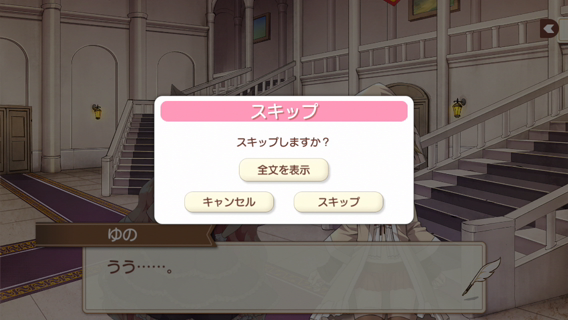 スキップ
スキップしますか？
全文を表示
キャンセル
スキップ
ゆの
うう……。